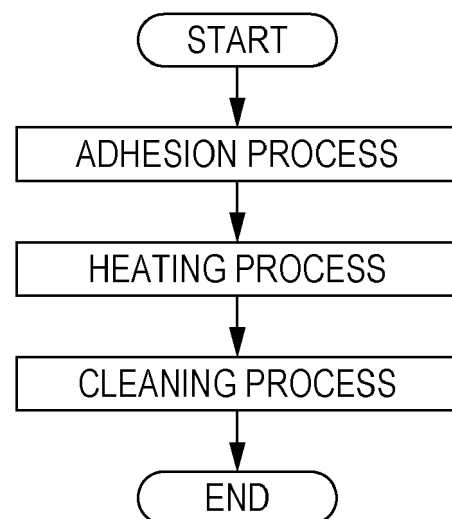 START
ADHESION PROCESS
HEATING PROCESS
CLEANING PROCESS
END